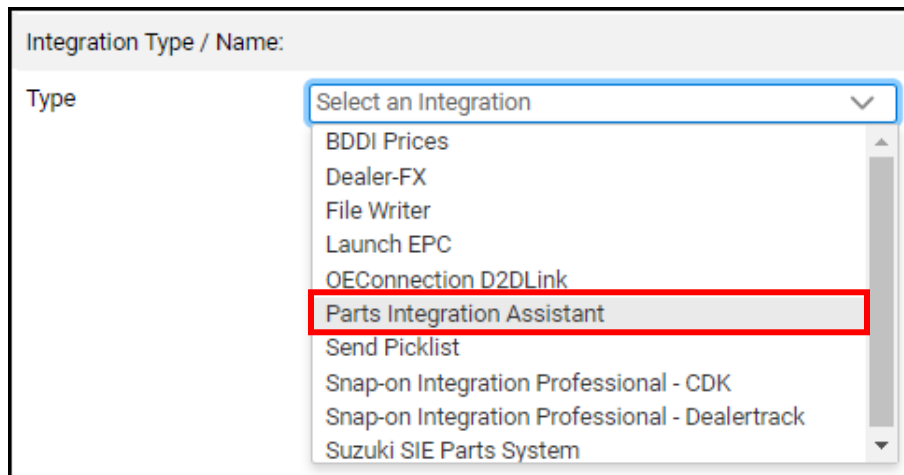 Integration Type / Name:
Type
Select an Integration
BDDI Prices
Dealer-FX
File Writer
Launch EPC
OEConnection D2DLink
Parts Integration Assistant
Send Picklist
Snap-on Integration Professional - CDK
Snap-on Integration Professional - Dealertrack
Suzuki SIE Parts System